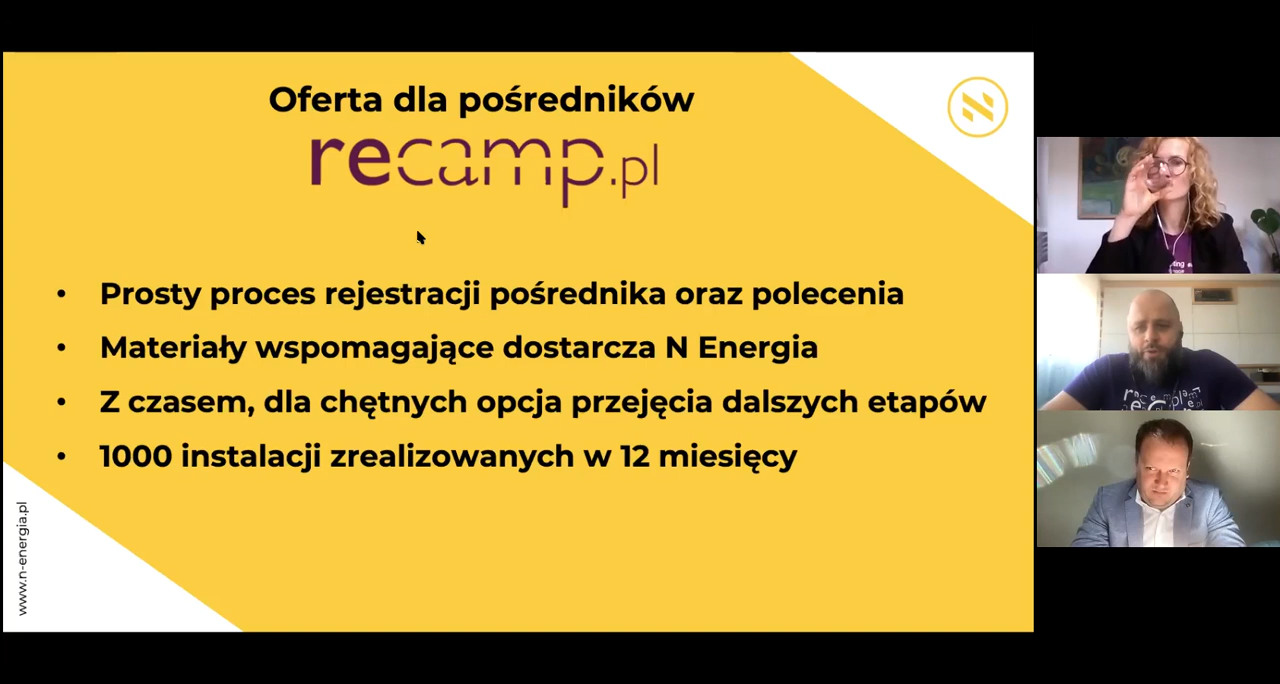 Oferta dla pośredników
recamp.pl
• Prosty proces rejestracji pośrednika oraz polecenia
• Materiały wspomagające dostarcza N Energia
• Z czasem, dla chętnych opcja przejęcia dalszych etapów
• 1000 instalacji zrealizowanych w 12 miesięcy
www.n-energia.pl